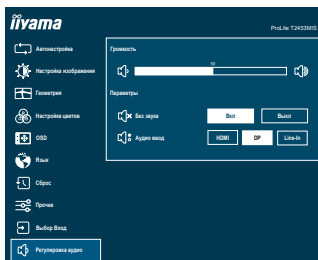 iiyama
ProLite T2453MIS
Автонастройка
Настройка изображения
Геометрия
Настройка цветов
OSD
Язык
Сброс
Прочее
Выбор Вход
Регулировка аудио
Громкость
50
Параметры
Без звука
Вкл
Выкл
Аудио ввод
HDMI
DP
Line-In